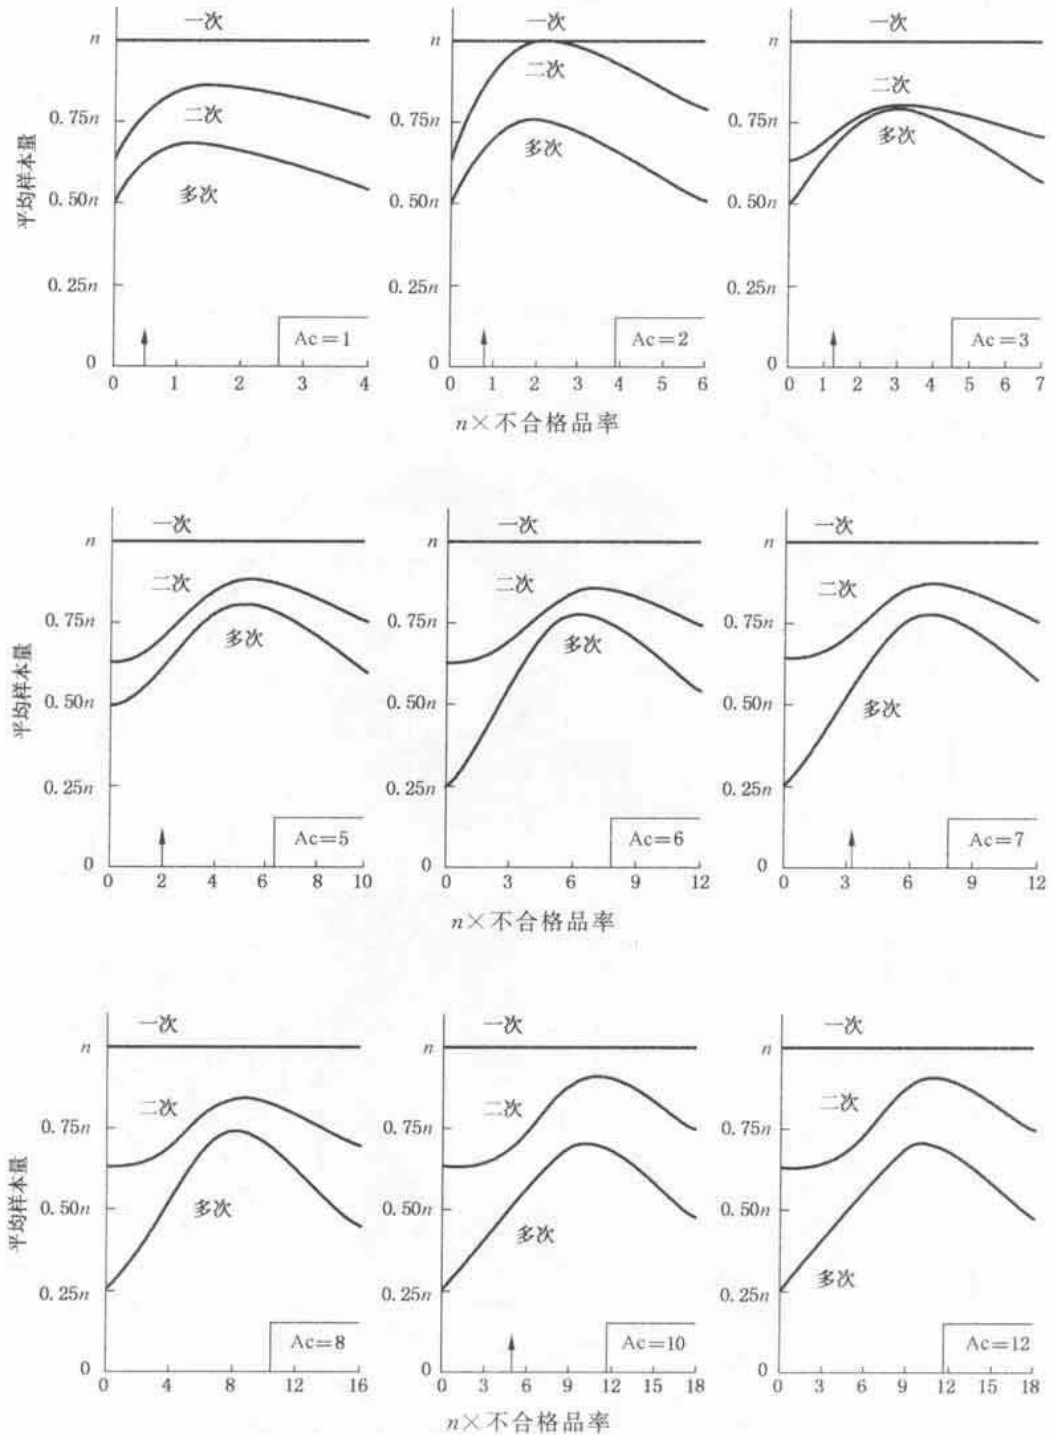 一次
n
二次
0.75n
多次
0.50n
0.25n
0
Ac=1
0 1 2 3 4
平均样本量
一次
n
二次
0.75n
多次
0.50n
0.25n
0
Ac=2
0 1 2 3 4 5 6
一次
n
二次
0.75n
多次
0.50n
0.25n
0
Ac=3
0 1 2 3 4 5 6 7
n×不合格品率
一次
n
二次
0.75n
多次
0.50n
0.25n
0
Ac=5
0 2 4 6 8 10
平均样本量
一次
n
二次
0.75n
多次
0.50n
0.25n
0
Ac=6
0 3 6 9 12
一次
n
二次
0.75n
多次
0.50n
0.25n
0
Ac=7
0 3 6 9 12
n×不合格品率
一次
n
二次
0.75n
多次
0.50n
0.25n
0
Ac=8
0 4 8 12 16
平均样本量
一次
n
二次
0.75n
多次
0.50n
0.25n
0
Ac=10
0 3 6 9 12 15 18
一次
n
二次
0.75n
0.50n
多次
0.25n
0
Ac=12
0 3 6 9 12 15 18
n×不合格品率